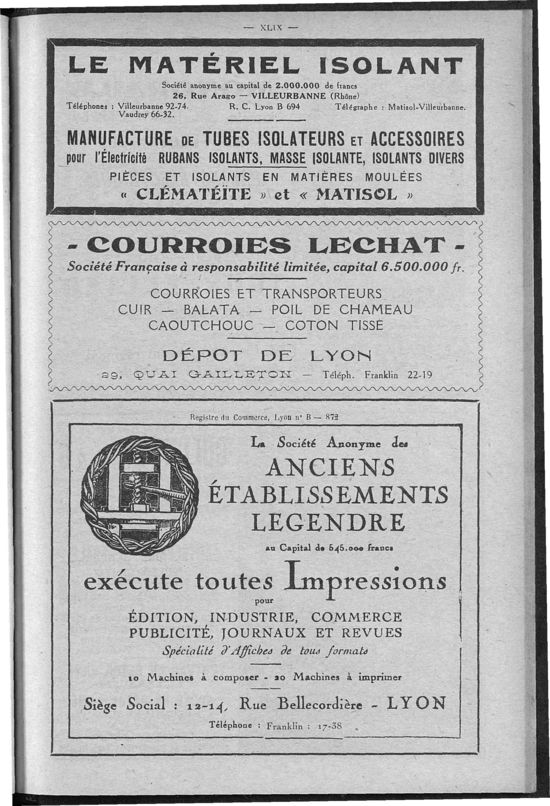 — XLIX —
LE MATÉRIEL ISOLANT
Société anonyme au capital de 2.000.000 de francs
26, Rue Arago — VILLEURBANNE (Rhône)
Téléphones : Villeurbanne 92-74. R. C. Lyon B 694 Télégraphe : Matisol-Villeurbanne.
Vaudrey 66-32.
MANUFACTURE DE TUBES ISOLATEURS ET ACCESSOIRES
pour l'Électricité RUBANS ISOLANTS, MASSE ISOLANTE, ISOLANTS DIVERS
PIÈCES ET ISOLANTS EN MATIÈRES MOULÉES
« CLÉMATÉÏTE » et « MATISOL »
- COURROIES LECHAT -
Société Française à responsabilité limitée, capital 6.500.000 fr.
COURROIES ET TRANSPORTEURS
CUIR — BALATA — POIL DE CHAMEAU
CAOUTCHOUC — COTON TISSÉ
DÉPOT DE LYON
29, QUAI GAILLETON — Téléph. Franklin 22-19
Registre du Commerce, Lyon n° B — 872
La Société Anonyme des
ANCIENS
ÉTABLISSEMENTS
LEGENDRE
au Capital de 545.000 francs
exécute toutes Impressions
pour
ÉDITION, INDUSTRIE, COMMERCE
PUBLICITÉ, JOURNAUX ET REVUES
Spécialité d'Affiches de tous formats
10 Machines à composer - 20 Machines à imprimer
Siège Social : 12-14, Rue Bellecordière - LYON
Téléphone : Franklin : 17-38